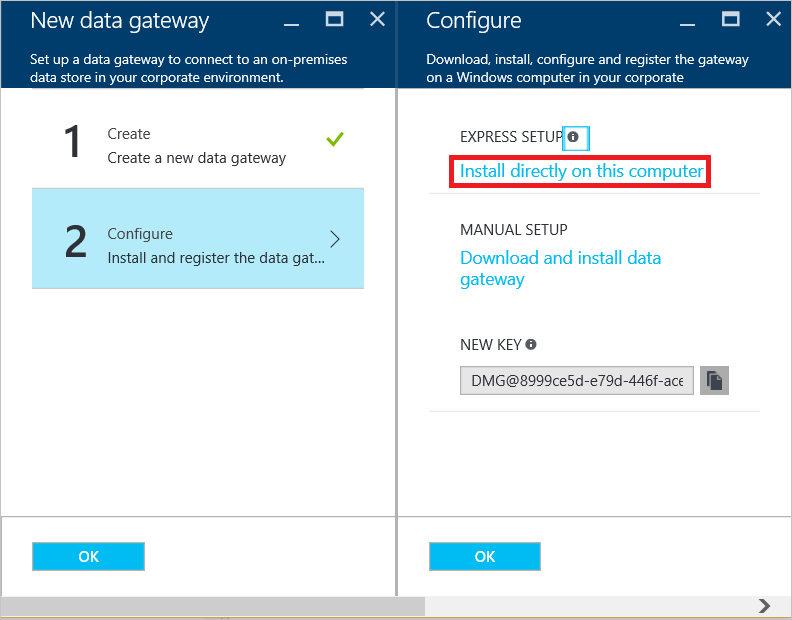 New data gateway
Set up a data gateway to connect to an on-premises
data store in your corporate environment.
1
Create
Create a new data gateway
2
Configure
Install and register the data gat...
OK
Configure
Download, install, configure and register the gateway
on a Windows computer in your corporate
EXPRESS SETUP
Install directly on this computer
MANUAL SETUP
Download and install data
gateway
NEW KEY
DMG@8999ce5d-e79d-446f-ace
OK